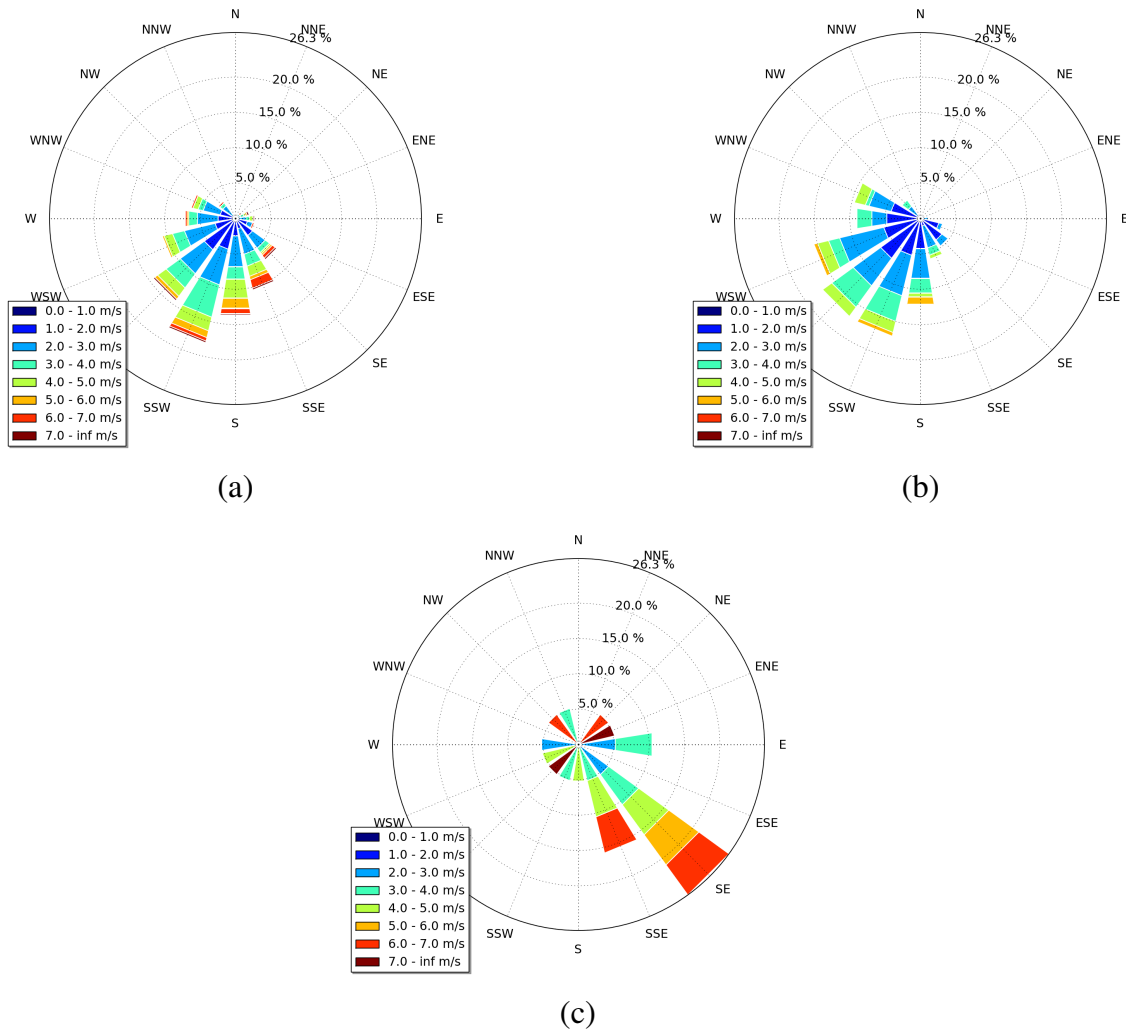 N
NNW
NNE
26.3 %
NW
NE
20.0 %
15.0 %
WNW
ENE
10.0 %
5.0 %
W
E
WSW
ESE
SE
SSW
SSE
S
0.0 - 1.0 m/s
1.0 - 2.0 m/s
2.0 - 3.0 m/s
3.0 - 4.0 m/s
4.0 - 5.0 m/s
5.0 - 6.0 m/s
6.0 - 7.0 m/s
7.0 - inf m/s
(a)
N
NNW
NNE
26.3 %
NW
NE
20.0 %
15.0 %
WNW
ENE
10.0 %
5.0 %
W
E
WSW
ESE
SE
SSW
SSE
S
0.0 - 1.0 m/s
1.0 - 2.0 m/s
2.0 - 3.0 m/s
3.0 - 4.0 m/s
4.0 - 5.0 m/s
5.0 - 6.0 m/s
6.0 - 7.0 m/s
7.0 - inf m/s
(b)
N
NNW
NNE
26.3 %
NW
NE
20.0 %
15.0 %
WNW
ENE
10.0 %
5.0 %
W
E
WSW
ESE
SE
SSW
SSE
S
0.0 - 1.0 m/s
1.0 - 2.0 m/s
2.0 - 3.0 m/s
3.0 - 4.0 m/s
4.0 - 5.0 m/s
5.0 - 6.0 m/s
6.0 - 7.0 m/s
7.0 - inf m/s
(c)